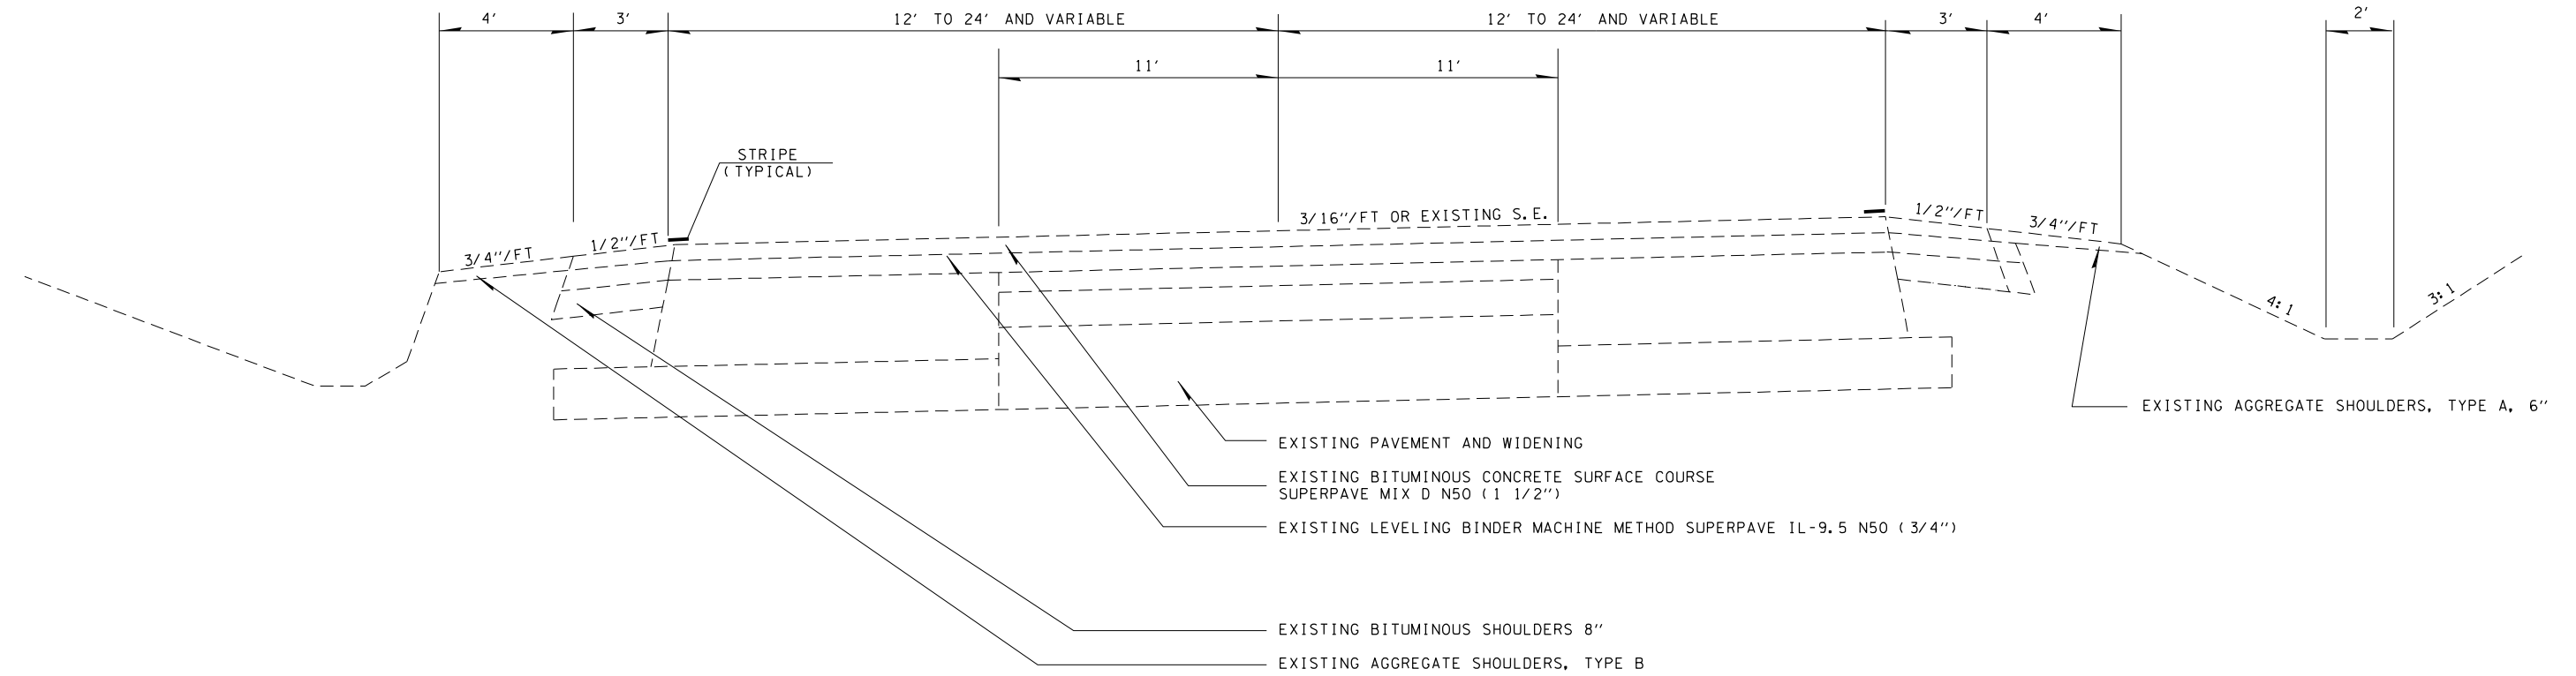 4' 3' 12' TO 24' AND VARIABLE 12' TO 24' AND VARIABLE 3' 4' 2'
11' 11'
STRIPE
(TYPICAL)
3/4"/FT 1/2"/FT 3/16"/FT OR EXISTING S.E. 1/2"/FT 3/4"/FT
4:1 3:1
EXISTING AGGREGATE SHOULDERS, TYPE A, 6"
EXISTING PAVEMENT AND WIDENING
EXISTING BITUMINOUS CONCRETE SURFACE COURSE
SUPERPAVE MIX D N50 (1 1/2")
EXISTING LEVELING BINDER MACHINE METHOD SUPERPAVE IL-9.5 N50 (3/4")
EXISTING BITUMINOUS SHOULDERS 8"
EXISTING AGGREGATE SHOULDERS, TYPE B